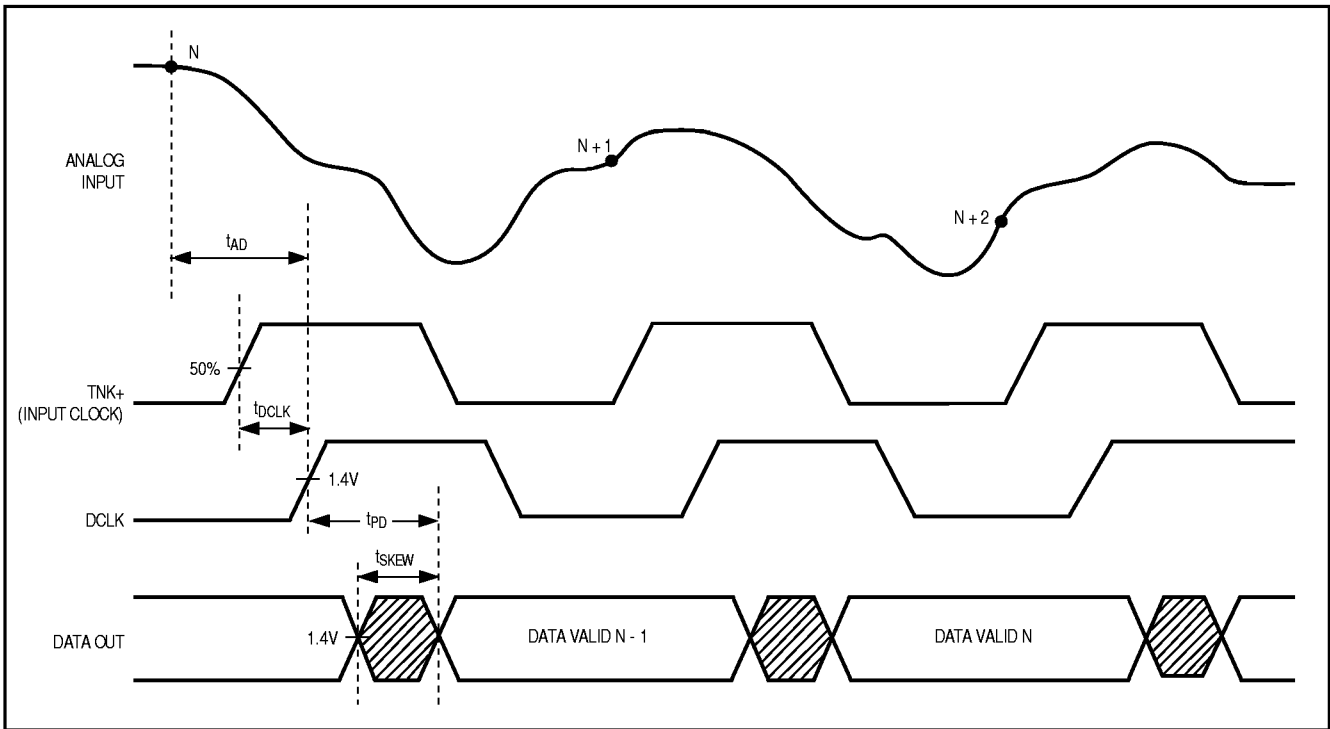 N
N + 1
ANALOG
INPUT
N + 2
tAD
50%
TNK+
(INPUT CLOCK)
tDCLK
1.4V
DCLK
tPD
tSKEW
1.4V
DATA OUT
DATA VALID N - 1
DATA VALID N